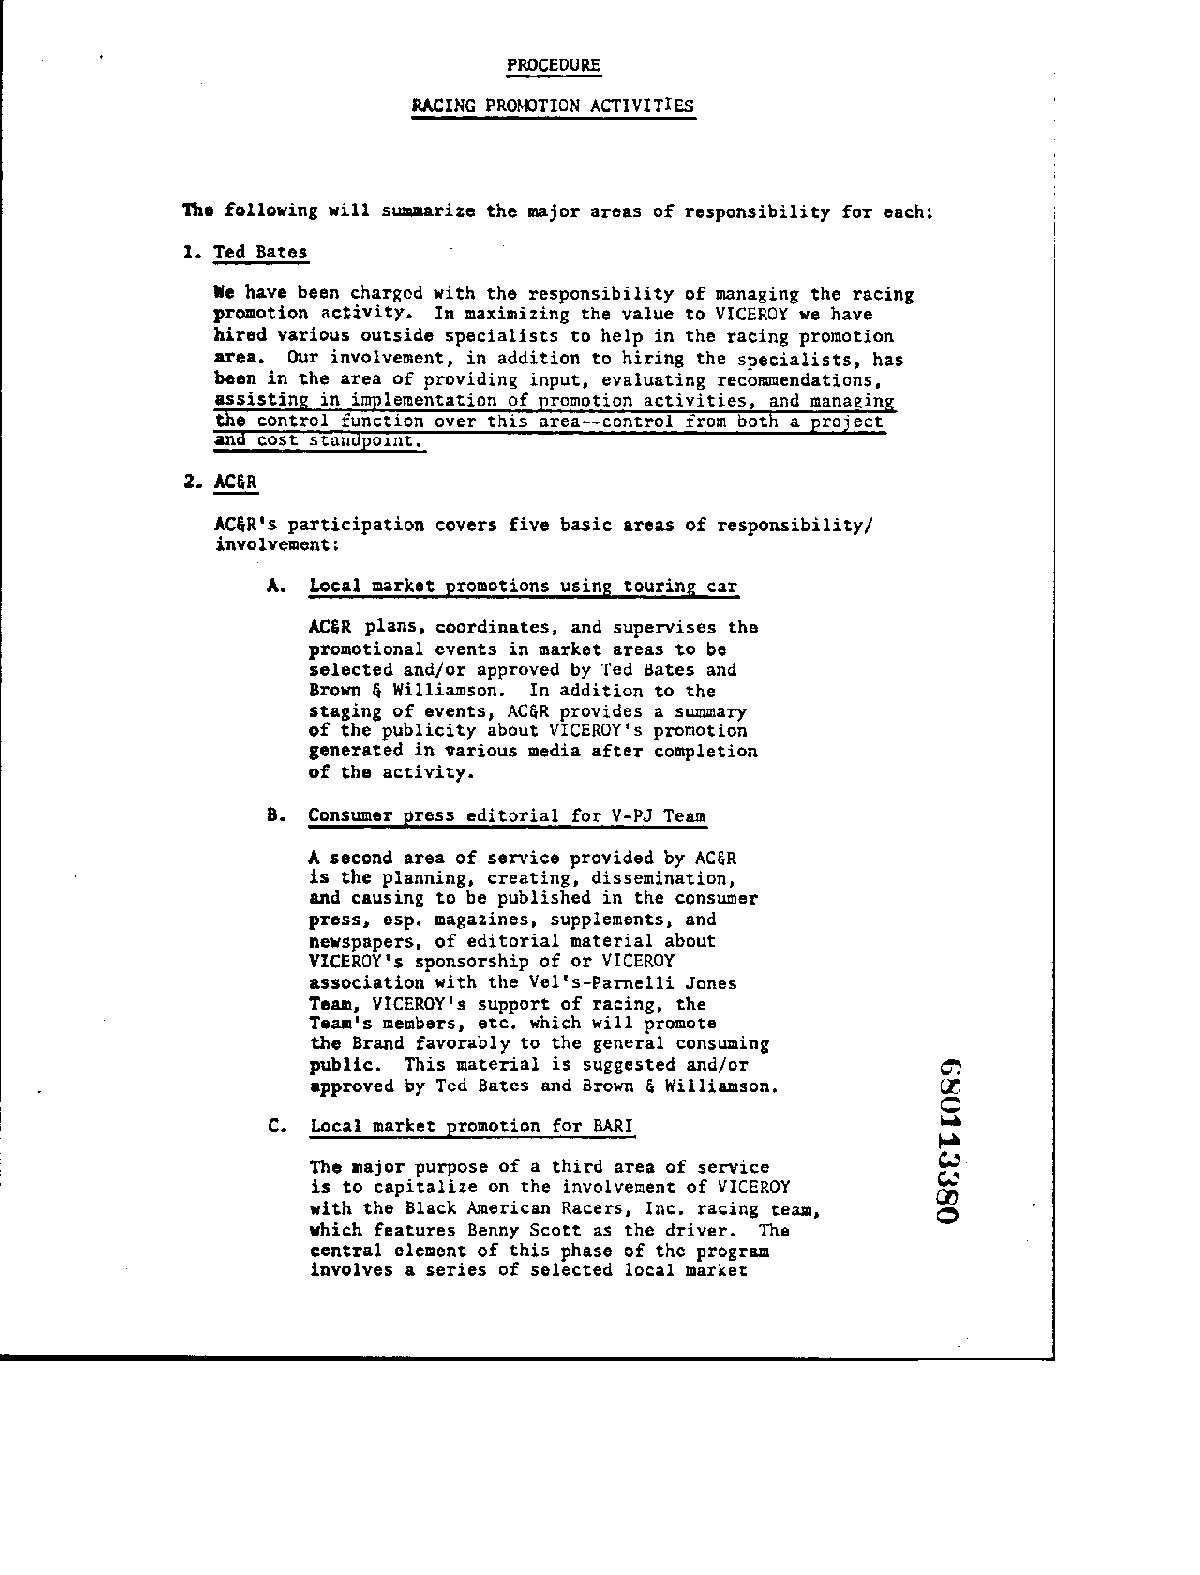 PROCEDURE
RACING PROMOTION ACTIVITIES
The following will summarize the major areas of responsibility for each:
1. Ted Bates
We have been charged with the responsibility of managing the racing
promotion activity. In maximizing the value to VICEROY we have
hired various outside specialists to help in the racing promotion
area. Our involvement, in addition to hiring the specialists, has
been in the area of providing input, evaluating recommendations,
assisting in implementation of promotion activities, and managing
the control function over this area--control from both a project
and cost standpoint.
2. AC&R
AC&R's participation covers five basic areas of responsibility/
involvement:
A. Local market promotions using touring car
AC&R plans, coordinates, and supervises the
promotional events in market areas to be
selected and/or approved by Ted Bates and
Brown & Williamson. In addition to the
staging of events, AC&R provides a summary
of the publicity about VICEROY's promotion
generated in various media after completion
of the activity.
B. Consumer press editorial for V-PJ Team
A second area of service provided by AC&R
is the planning, creating, dissemination,
and causing to be published in the consumer
press, esp. magazines, supplements, and
newspapers, of editorial material about
VICEROY's sponsorship of or VICEROY
association with the Vel's-Parnelli Jones
Team, VICEROY's support of racing, the
Team's members, etc. which will promote
the Brand favorably to the general consuming
public. This material is suggested and/or
approved by Ted Bates and Brown & Williamson.
C. Local market promotion for BARI
The major purpose of a third area of service
is to capitalize on the involvement of VICEROY
with the Black American Racers, Inc. racing team,
which features Benny Scott as the driver. The
central element of this phase of the program
involves a series of selected local market
680113380